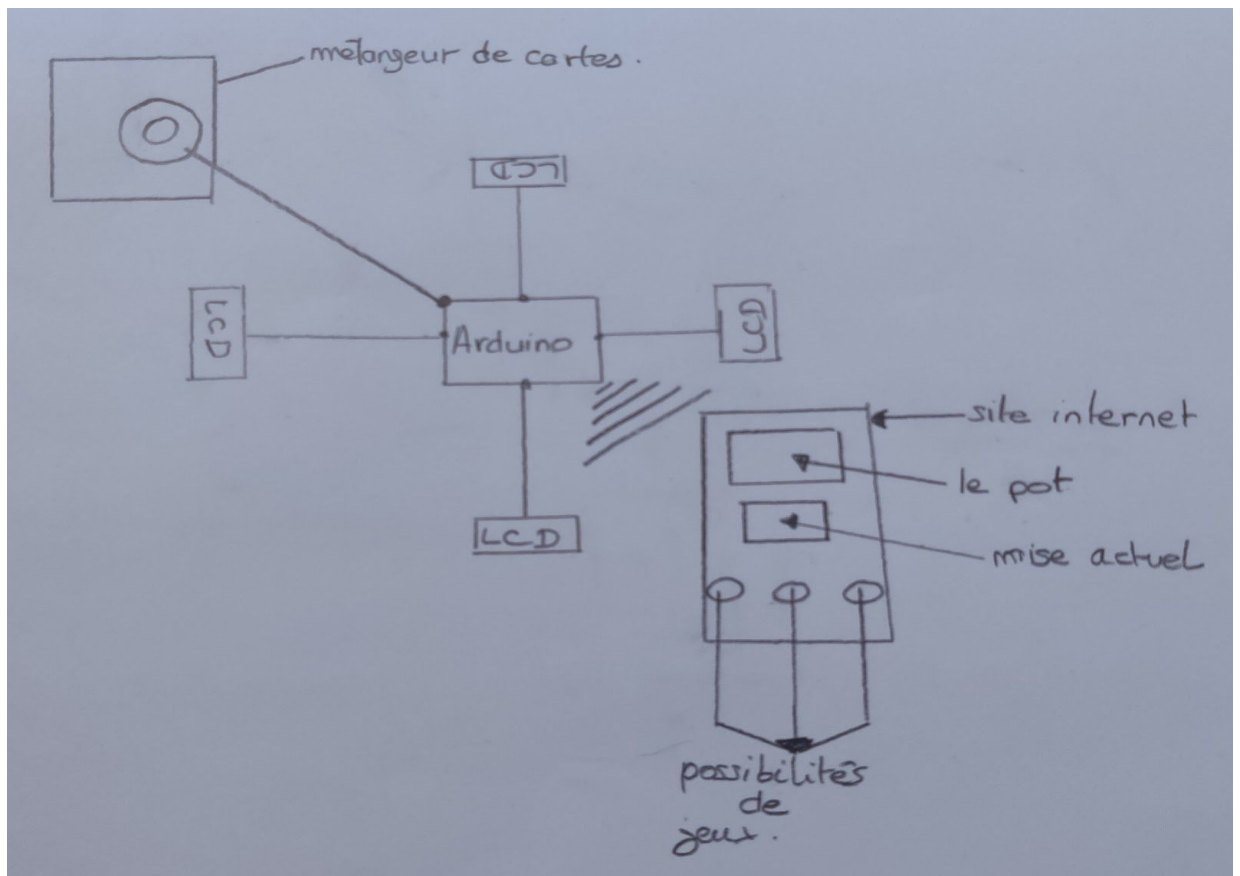 mélangeur de cartes.
LCD
LCD
Arduino
LCD
site internet
le pot
mise actuel
LCD
possibilités
de
jeux.